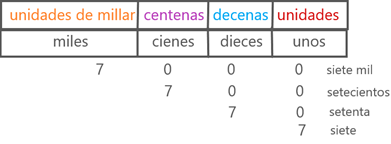 unidades de millar centenas decenas unidades
miles cienes dieces unos
7 0 0 0 siete mil
7 0 0 setecientos
7 0 setenta
7 siete